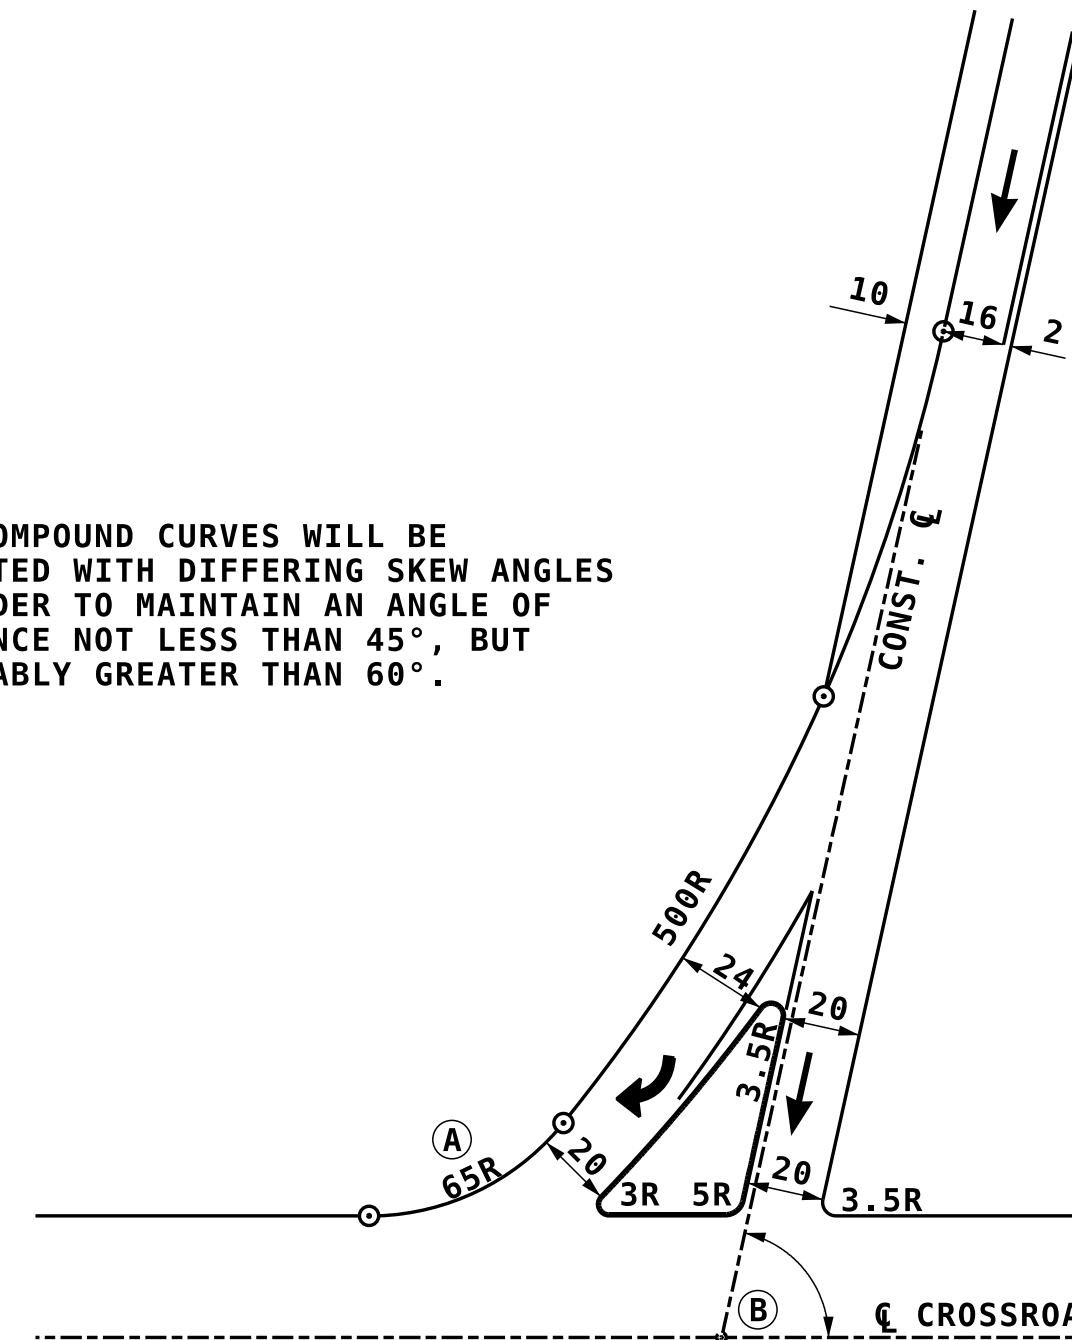 10
16
2
OMPOUND CURVES WILL BE
TED WITH DIFFERING SKEW ANGLES
DER TO MAINTAIN AN ANGLE OF
NCE NOT LESS THAN 45°, BUT
ABLY GREATER THAN 60°.
CONST. ℄
500R
24
20
3.5R
A
65R
20
20
3R
5R
3.5R
B
℄ CROSSROA